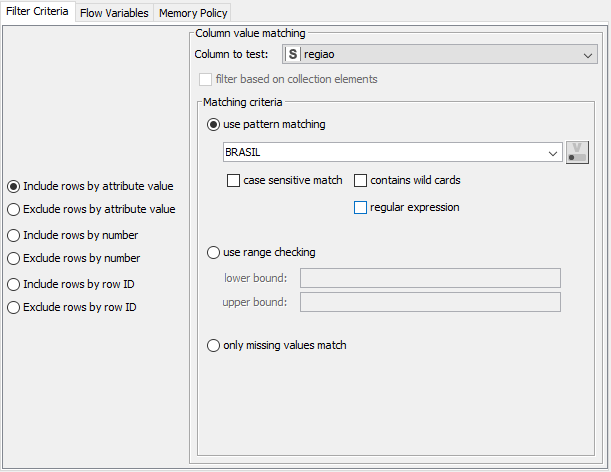 Filter Criteria Flow Variables Memory Policy
Column value matching
Column to test: S regiao
filter based on collection elements
Matching criteria
use pattern matching
BRASIL
V
case sensitive match contains wild cards
regular expression
use range checking
lower bound:
upper bound:
only missing values match
Include rows by attribute value
Exclude rows by attribute value
Include rows by number
Exclude rows by number
Include rows by row ID
Exclude rows by row ID